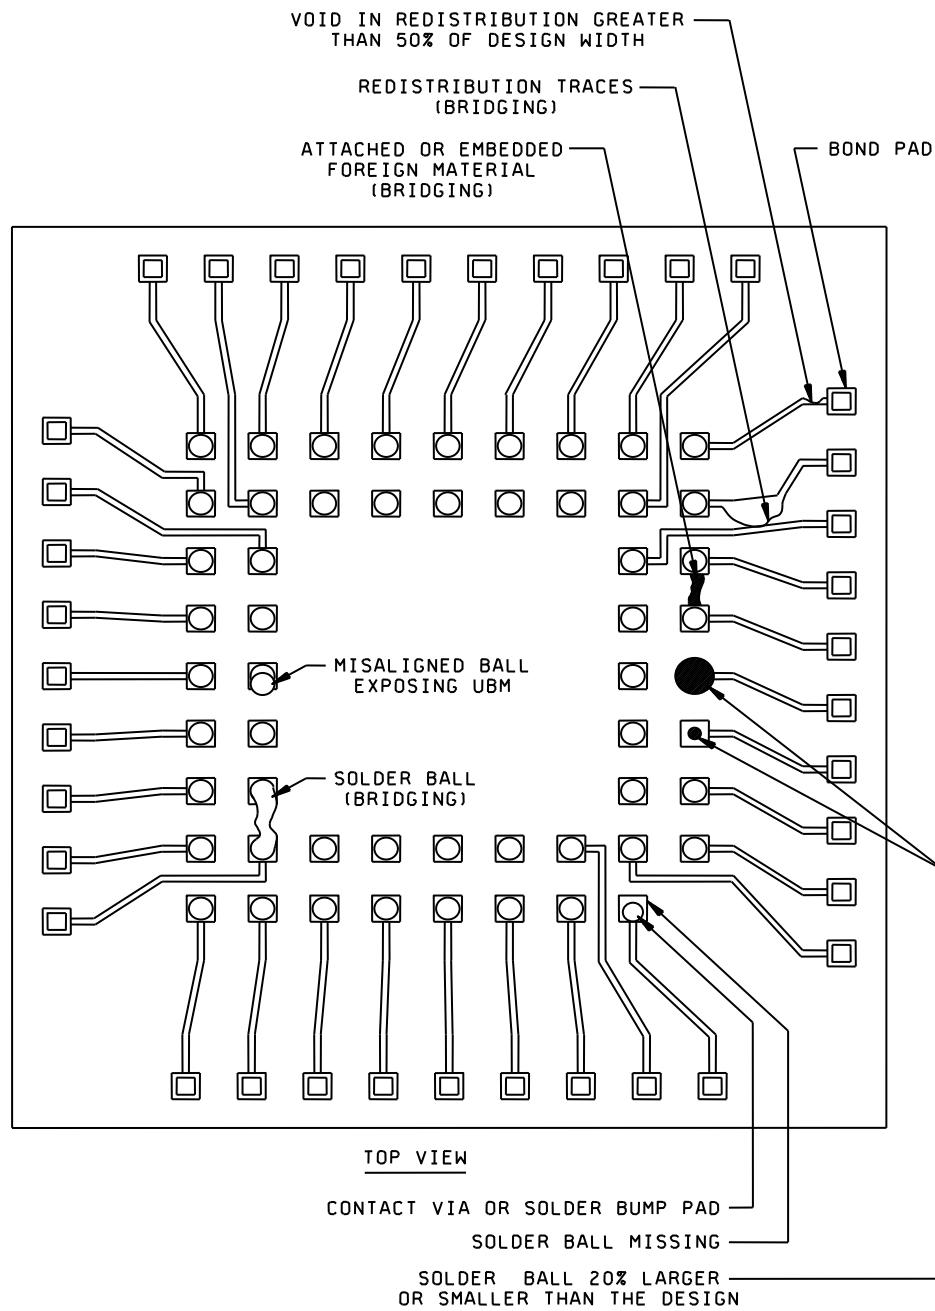 VOID IN REDISTRIBUTION GREATER
THAN 50% OF DESIGN WIDTH
REDISTRIBUTION TRACES
(BRIDGING)
ATTACHED OR EMBEDDED
FOREIGN MATERIAL
(BRIDGING)
BOND PAD
MISALIGNED BALL
EXPOSING UBM
SOLDER BALL
(BRIDGING)
TOP VIEW
CONTACT VIA OR SOLDER BUMP PAD
SOLDER BALL MISSING
SOLDER BALL 20% LARGER
OR SMALLER THAN THE DESIGN